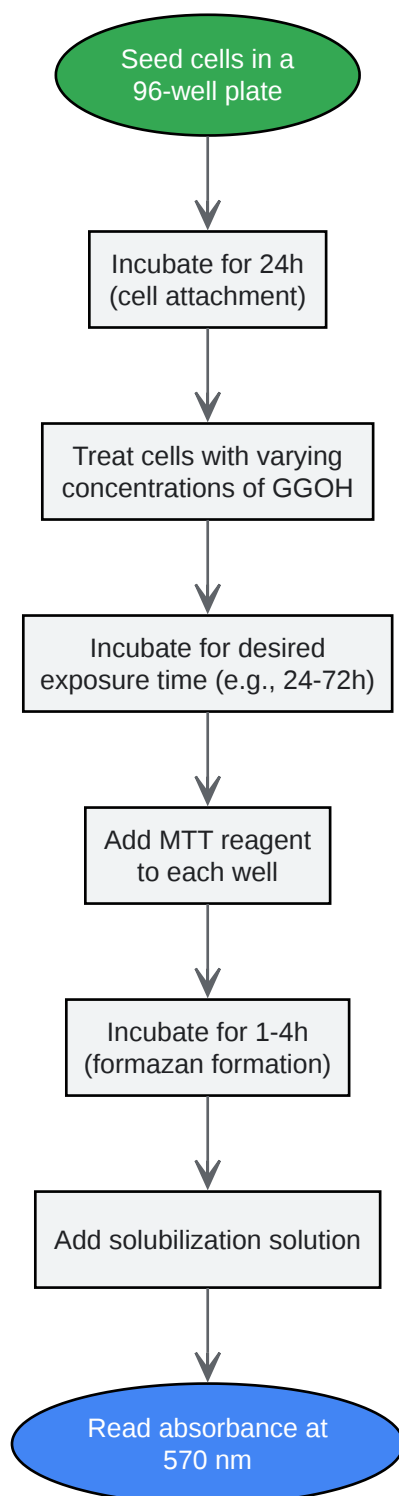 Seed cells in a
96-well plate
Incubate for 24h
(cell attachment)
Treat cells with varying
concentrations of GGOH
Incubate for desired
exposure time (e.g., 24-72h)
Add MTT reagent
to each well
Incubate for 1-4h
(formazan formation)
Add solubilization solution
Read absorbance at
570 nm